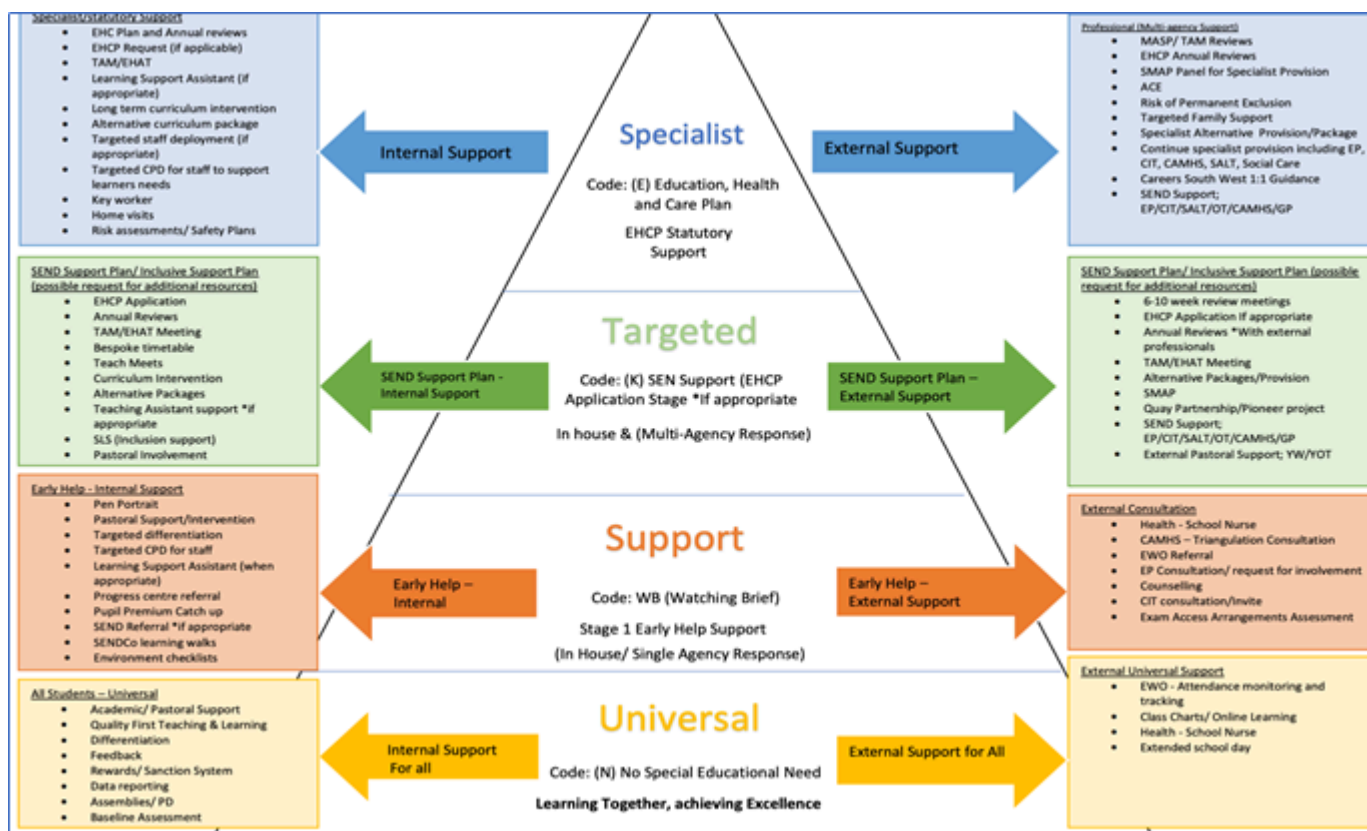 Specialist/statutory Support
EHC Plan and Annual reviews
EHCP Request (if applicable)
TAM/EHAT
Learning Support Assistant (if
appropriate)
Long term curriculum intervention
Alternative curriculum package
Targeted staff deployment (if
appropriate)
Targeted CPD for staff to support
learners needs
Key worker
Home visits
Risk assessments/ Safety Plans
Internal Support
Specialist
Code: (E) Education, Health
and Care Plan
EHCP Statutory
Support
External Support
Professional (Multi-agency Support)
MASP/ TAM Reviews
EHCP Annual Reviews
SMAP Panel for Specialist Provision
ACE
Risk of Permanent Exclusion
Targeted Family Support
Specialist Alternative Provision/Package
Continue specialist provision including EP,
CIT, CAMHS, SALT, Social Care
Careers South West 1:1 Guidance
SEND Support;
EP/CIT/SALT/OT/CAMHS/GP
SEND Support Plan/ Inclusive Support Plan
(possible request for additional resources)
EHCP Application
Annual Reviews
TAM/EHAT Meeting
Bespoke timetable
Teach Meets
Curriculum Intervention
Alternative Packages
Teaching Assistant support *if
appropriate
SLS (Inclusion support)
Pastoral Involvement
SEND Support Plan -
Internal Support
Targeted
Code: (K) SEN Support (EHCP
Application Stage *If appropriate
In house & (Multi-Agency Response)
SEND Support Plan –
External Support
SEND Support Plan/ Inclusive Support Plan (possible
request for additional resources)
6-10 week review meetings
EHCP Application If appropriate
Annual Reviews *With external
professionals
TAM/EHAT Meeting
Alternative Packages/Provision
SMAP
Quay Partnership/Pioneer project
SEND Support;
EP/CIT/SALT/OT/CAMHS/GP
External Pastoral Support; YW/YOT
Early Help - Internal Support
Pen Portrait
Pastoral Support/Intervention
Targeted differentiation
Targeted CPD for staff
Learning Support Assistant (when
appropriate)
Progress centre referral
Pupil Premium Catch up
SEND Referral *if appropriate
SENDCo learning walks
Environment checklists
Early Help –
Internal
Support
Code: WB (Watching Brief)
Stage 1 Early Help Support
(In House/ Single Agency Response)
Early Help –
External Support
External Consultation
Health - School Nurse
CAMHS – Triangulation Consultation
EWO Referral
EP Consultation/ request for involvement
Counselling
CIT consultation/Invite
Exam Access Arrangements Assessment
All Students – Universal
Academic/ Pastoral Support
Quality First Teaching & Learning
Differentiation
Feedback
Rewards/ Sanction System
Data reporting
Assemblies/ PD
Baseline Assessment
Internal Support
For all
Universal
Code: (N) No Special Educational Need
Learning Together, achieving Excellence
External Support for All
External Universal Support
EWO - Attendance monitoring and
tracking
Class Charts/ Online Learning
Health - School Nurse
Extended school day